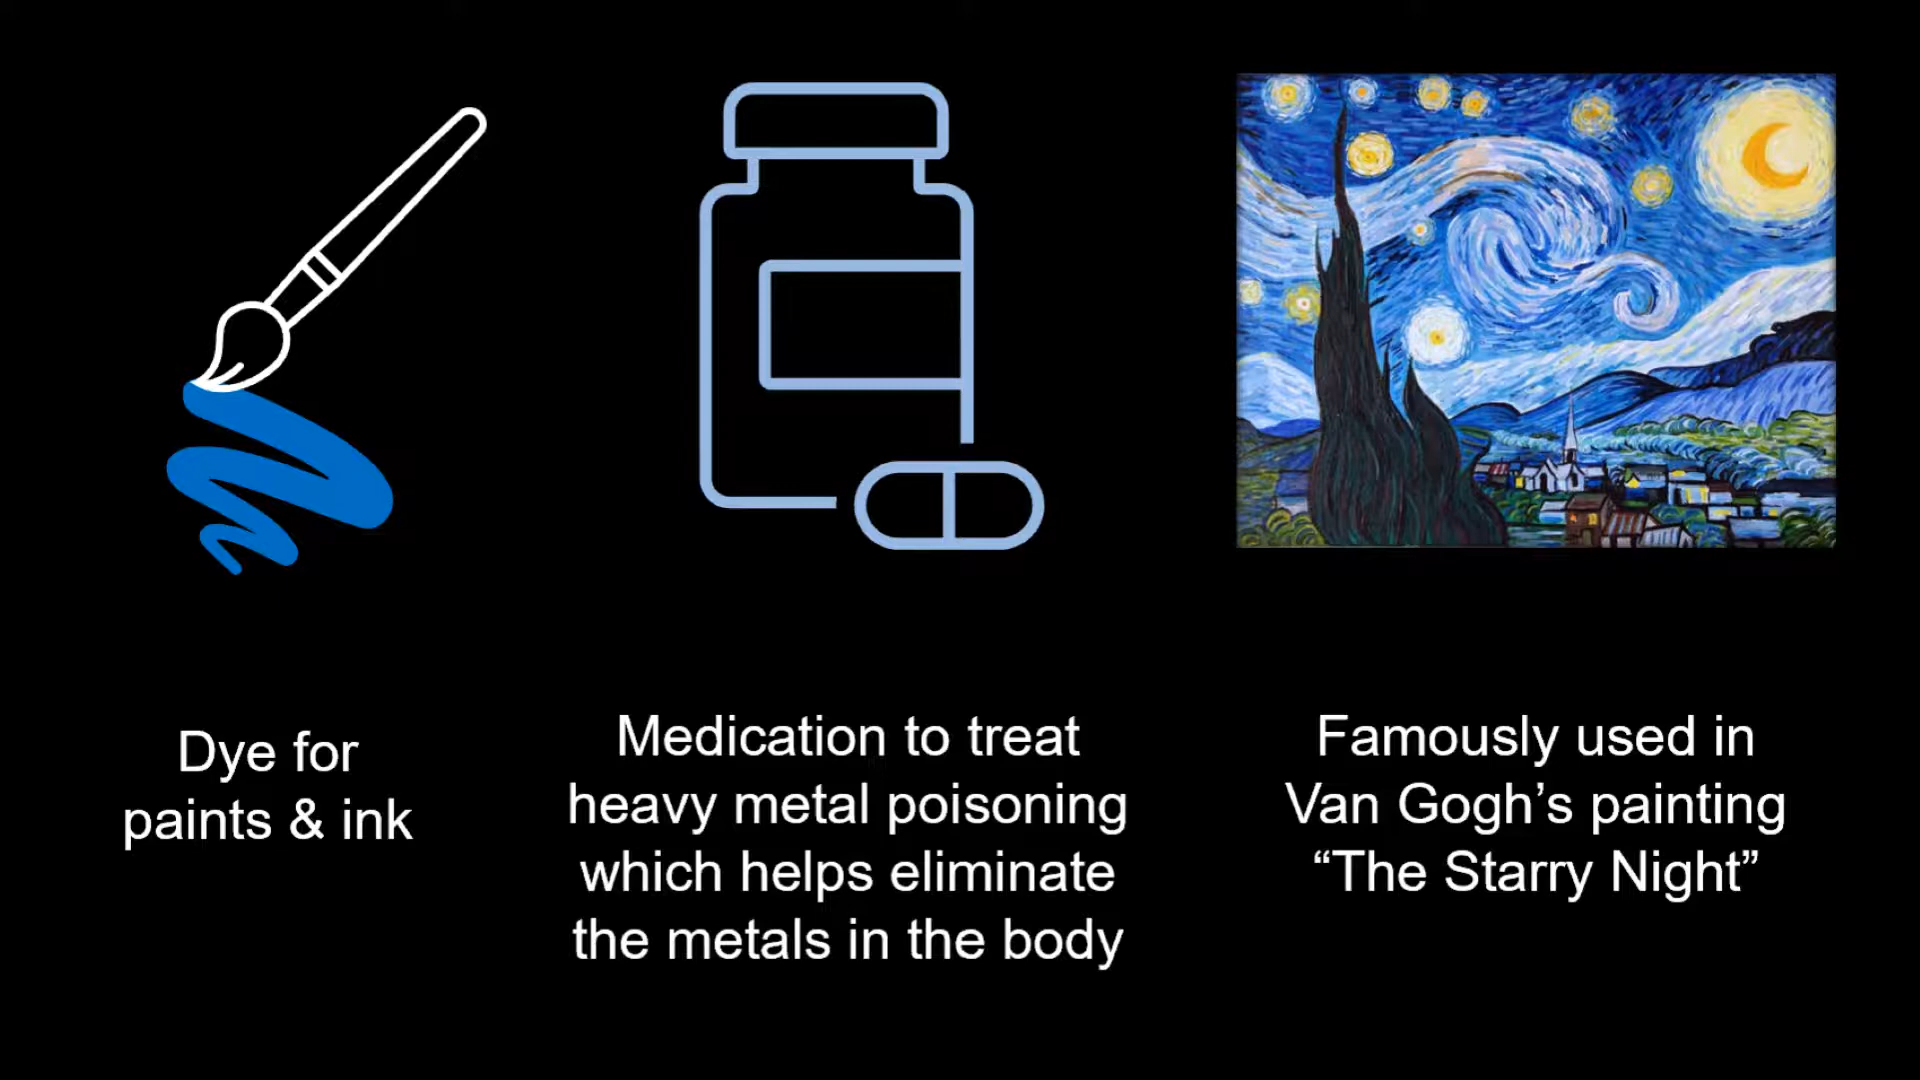 Dye for
paints & ink
Medication to treat
heavy metal poisoning
which helps eliminate
the metals in the body
Famously used in
Van Gogh’s painting
“The Starry Night”